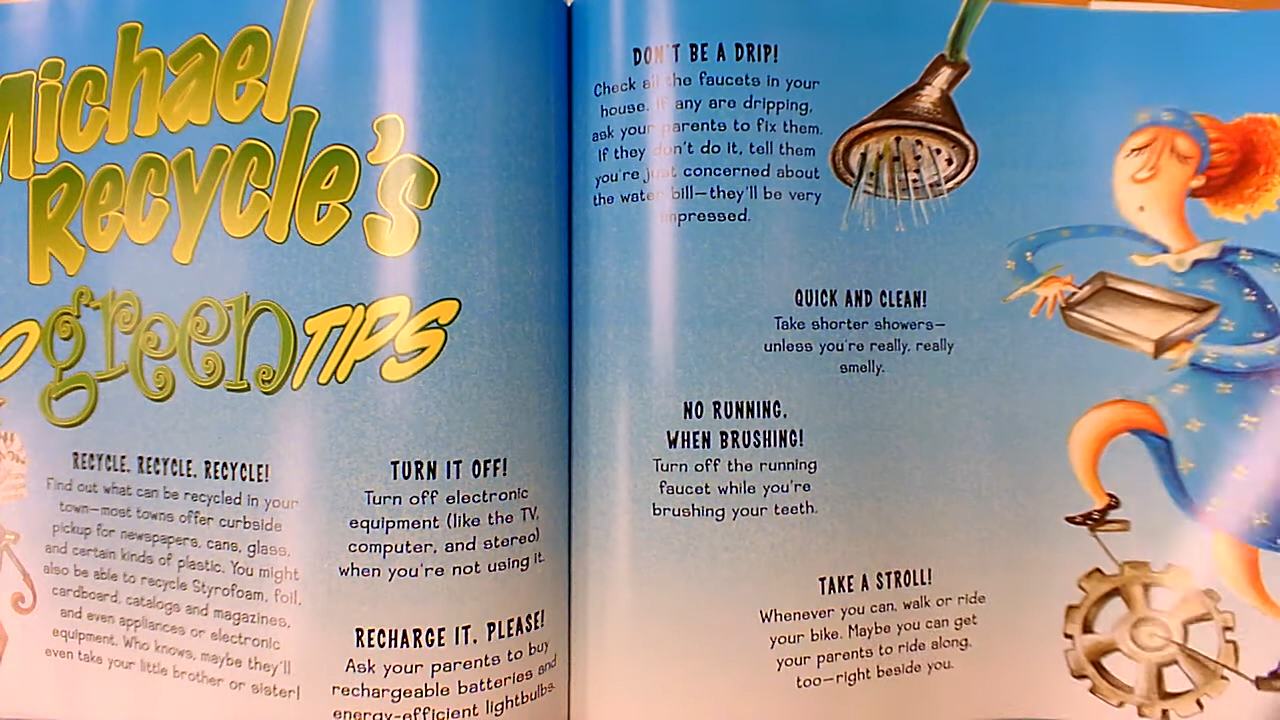 Michael
Recycle's
green TIPS
RECYCLE, RECYCLE, RECYCLE!
Find out what can be recycled in your
town—most towns offer curbside
pickup for newspapers, cans, glass,
and certain kinds of plastic. You might
also be able to recycle Styrofoam, foil,
cardboard, catalogs and magazines,
and even appliances or electronic
equipment. Who knows, maybe they'll
even take your little brother or sister!
TURN IT OFF!
Turn off electronic
equipment (like the TV,
computer, and stereo)
when you're not using it.
RECHARGE IT, PLEASE!
Ask your parents to buy
rechargeable batteries and
energy-efficient lightbulbs.
DON'T BE A DRIP!
Check all the faucets in your
house. If any are dripping,
ask your parents to fix them.
If they don't do it, tell them
you're just concerned about
the water bill—they'll be very
impressed.
QUICK AND CLEAN!
Take shorter showers—
unless you're really, really
smelly.
NO RUNNING,
WHEN BRUSHING!
Turn off the running
faucet while you're
brushing your teeth.
TAKE A STROLL!
Whenever you can, walk or ride
your bike. Maybe you can get
your parents to ride along,
too—right beside you.